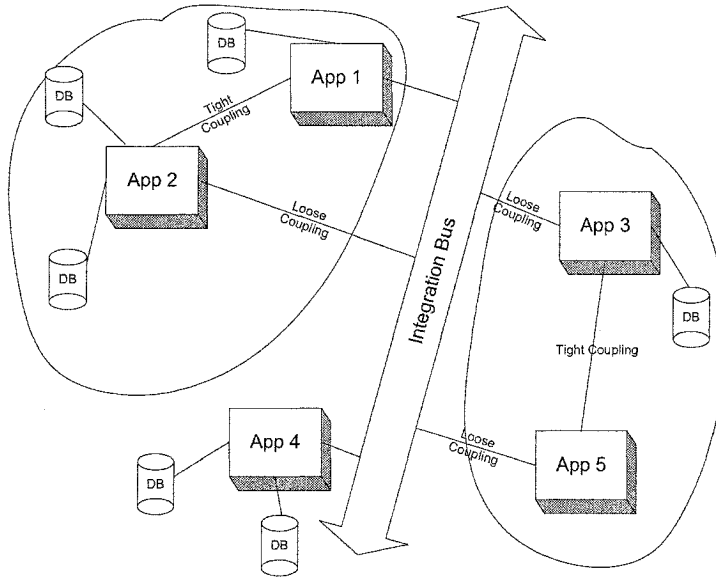 DB
App 1
DB
Tight
Coupling
App 2
Loose
Coupling
DB
Integration Bus
Loose
Coupling
App 3
DB
Tight Coupling
App 4
Loose
Coupling
App 5
DB
DB